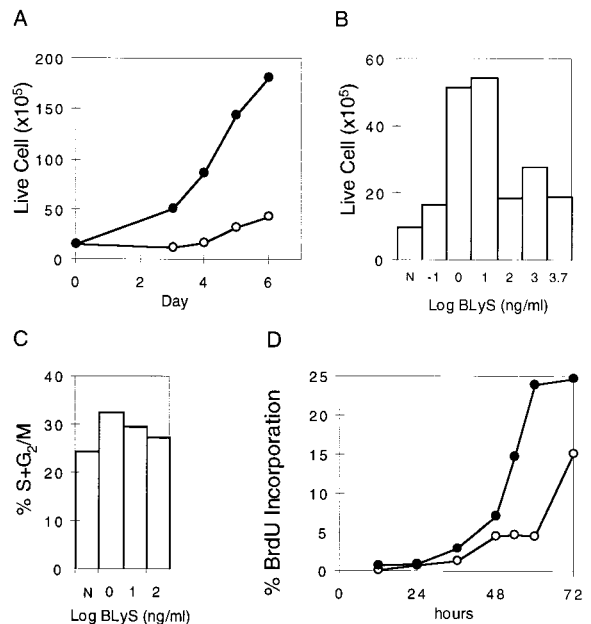 A
Live Cell (x10⁵)
200
150
100
50
0
0 2 4 6
Day
B
Live Cell (x10⁵)
60
40
20
0
N -1 0 1 2 3 3.7
Log BLyS (ng/ml)
C
% S+G₂/M
40
30
20
10
0
N 0 1 2
Log BLyS (ng/ml)
D
% BrdU Incorporation
25
20
15
10
5
0
0 24 48 72
hours